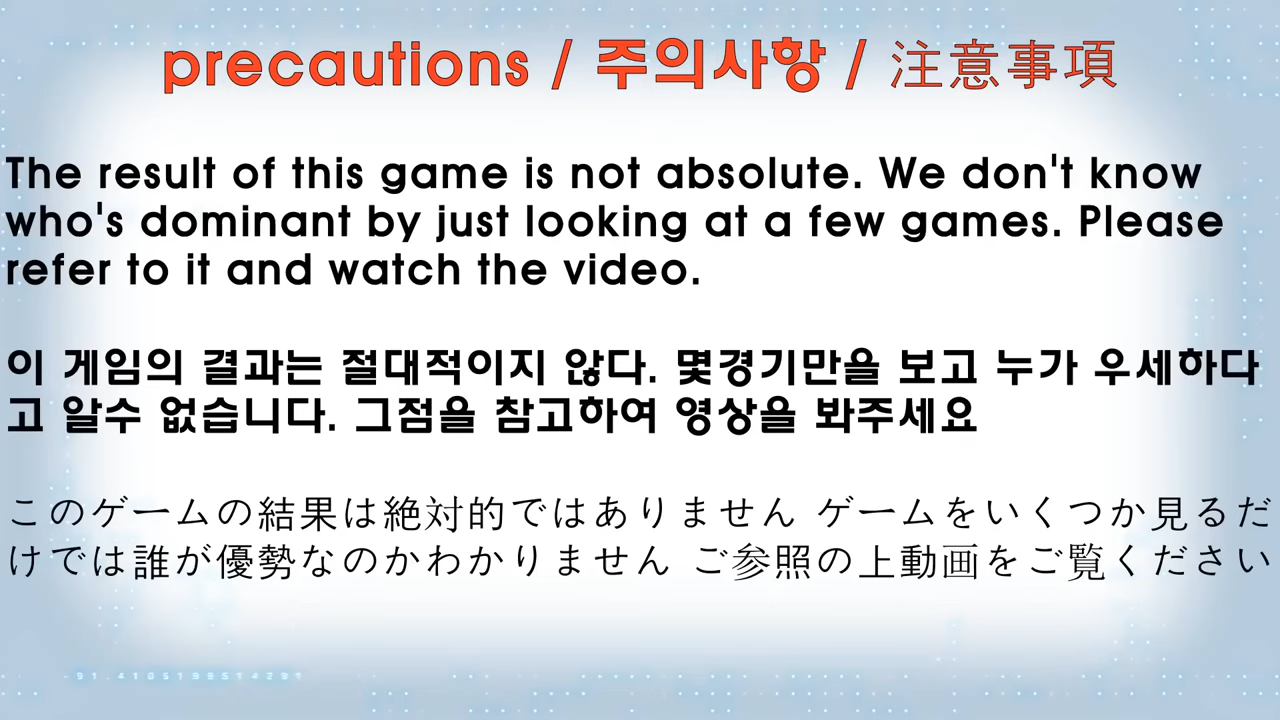 precautions / 주의사항 / 注意事項
The result of this game is not absolute. We don't know
who's dominant by just looking at a few games. Please
refer to it and watch the video.
이 게임의 결과는 절대적이지 않다. 몇경기만을 보고 누가 우세하다
고 알수 없습니다. 그점을 참고하여 영상을 봐주세요
このゲームの結果は絶対的ではありません ゲームをいくつか見るだ
けでは誰が優勢なのかわかりません ご参照の上動画をご覧ください